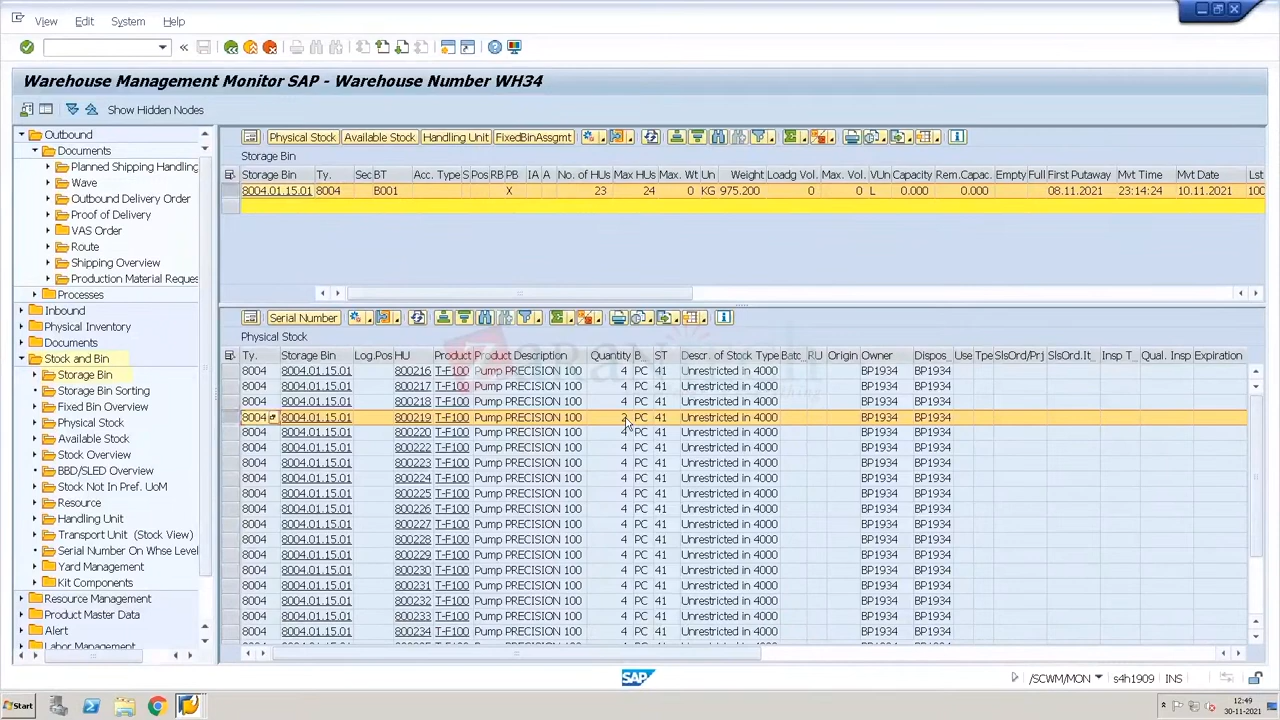 View Edit System Help
Warehouse Management Monitor SAP - Warehouse Number WH34
Show Hidden Nodes
Outbound
Documents
Planned Shipping Handling
Wave
Outbound Delivery Order
Proof of Delivery
VAS Order
Route
Shipping Overview
Production Material Reques
Processes
Inbound
Physical Inventory
Documents
Stock and Bin
Storage Bin
Storage Bin Sorting
Fixed Bin Overview
Physical Stock
Available Stock
Stock Overview
BBD/SLED Overview
Stock Not In Pref. UoM
Resource
Handling Unit
Transport Unit (Stock View)
Serial Number On Whse Level
Yard Management
Kit Components
Resource Management
Product Master Data
Alert
Labor Management
Physical Stock Available Stock Handling Unit FixedBinAssgmt
Storage Bin
Storage Bin Ty. Sec BT Acc. Type S Pos RB PB IA A No. of HUs Max HUs Max. Wt Un Weight Loadg Vol. Max. Vol. VUn Capacity Rem.Capac. Empty Full First Putaway Mvt Time Mvt Date Lst
8004.01.15.01 8004 B001 X 23 24 0 KG 975.200 0 0 L 0.000 0.000 08.11.2021 23:14:24 10.11.2021 100
Serial Number
Physical Stock
Ty. Storage Bin Log.Pos HU Product Product Description Quantity B_ ST Descr. of Stock Type Batc_ RU Origin Owner Dispos_ Use Tpe SlsOrd/Prj SlsOrd.It_ Insp T_ Qual. Insp Expiration
8004 8004.01.15.01 800216 T-F100 Pump PRECISION 100 4 PC 41 Unrestricted in 4000 BP1934 BP1934
8004 8004.01.15.01 800217 T-F100 Pump PRECISION 100 4 PC 41 Unrestricted in 4000 BP1934 BP1934
8004 8004.01.15.01 800218 T-F100 Pump PRECISION 100 4 PC 41 Unrestricted in 4000 BP1934 BP1934
8004 8004.01.15.01 800219 T-F100 Pump PRECISION 100 2 PC 41 Unrestricted in 4000 BP1934 BP1934
8004 8004.01.15.01 800220 T-F100 Pump PRECISION 100 4 PC 41 Unrestricted in 4000 BP1934 BP1934
8004 8004.01.15.01 800222 T-F100 Pump PRECISION 100 4 PC 41 Unrestricted in 4000 BP1934 BP1934
8004 8004.01.15.01 800223 T-F100 Pump PRECISION 100 4 PC 41 Unrestricted in 4000 BP1934 BP1934
8004 8004.01.15.01 800224 T-F100 Pump PRECISION 100 4 PC 41 Unrestricted in 4000 BP1934 BP1934
8004 8004.01.15.01 800225 T-F100 Pump PRECISION 100 4 PC 41 Unrestricted in 4000 BP1934 BP1934
8004 8004.01.15.01 800226 T-F100 Pump PRECISION 100 4 PC 41 Unrestricted in 4000 BP1934 BP1934
8004 8004.01.15.01 800227 T-F100 Pump PRECISION 100 4 PC 41 Unrestricted in 4000 BP1934 BP1934
8004 8004.01.15.01 800228 T-F100 Pump PRECISION 100 4 PC 41 Unrestricted in 4000 BP1934 BP1934
8004 8004.01.15.01 800229 T-F100 Pump PRECISION 100 4 PC 41 Unrestricted in 4000 BP1934 BP1934
8004 8004.01.15.01 800230 T-F100 Pump PRECISION 100 4 PC 41 Unrestricted in 4000 BP1934 BP1934
8004 8004.01.15.01 800231 T-F100 Pump PRECISION 100 4 PC 41 Unrestricted in 4000 BP1934 BP1934
8004 8004.01.15.01 800232 T-F100 Pump PRECISION 100 4 PC 41 Unrestricted in 4000 BP1934 BP1934
8004 8004.01.15.01 800233 T-F100 Pump PRECISION 100 4 PC 41 Unrestricted in 4000 BP1934 BP1934
8004 8004.01.15.01 800234 T-F100 Pump PRECISION 100 4 PC 41 Unrestricted in 4000 BP1934 BP1934
SAP
/SCWM/MON s4h1909 INS
Start
12:49
30-11-2021